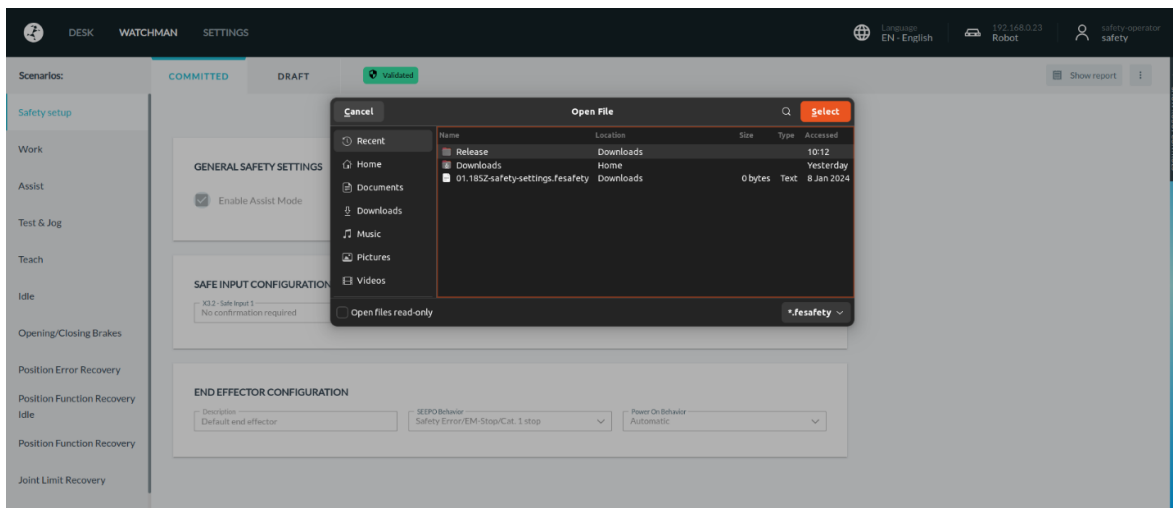 DESK WATCHMAN SETTINGS Language 192.168.0.23 safety-operator
EN - English Robot safety
Scenarios: COMMITTED DRAFT Validated Show report
Safety setup
Work
Assist
Test & Jog
Teach
Idle
Opening/Closing Brakes
Position Error Recovery
Position Function Recovery
Idle
Position Function Recovery
Joint Limit Recovery
GENERAL SAFETY SETTINGS
Enable Assist Mode
SAFE INPUT CONFIGURATION
X3.2 - Safe Input 1
No confirmation required
END EFFECTOR CONFIGURATION
Description SEEPO Behavior Power On Behavior
Default end effector Safety Error/EM-Stop/Cat. 1 stop Automatic
Cancel Open File Select
Recent
Home
Documents
Downloads
Music
Pictures
Videos
Name Location Size Type Accessed
Release Downloads 10:12
Downloads Home Yesterday
01.185Z-safety-settings.fesafety Downloads 0 bytes Text 8 Jan 2024
Open files read-only *.fesafety